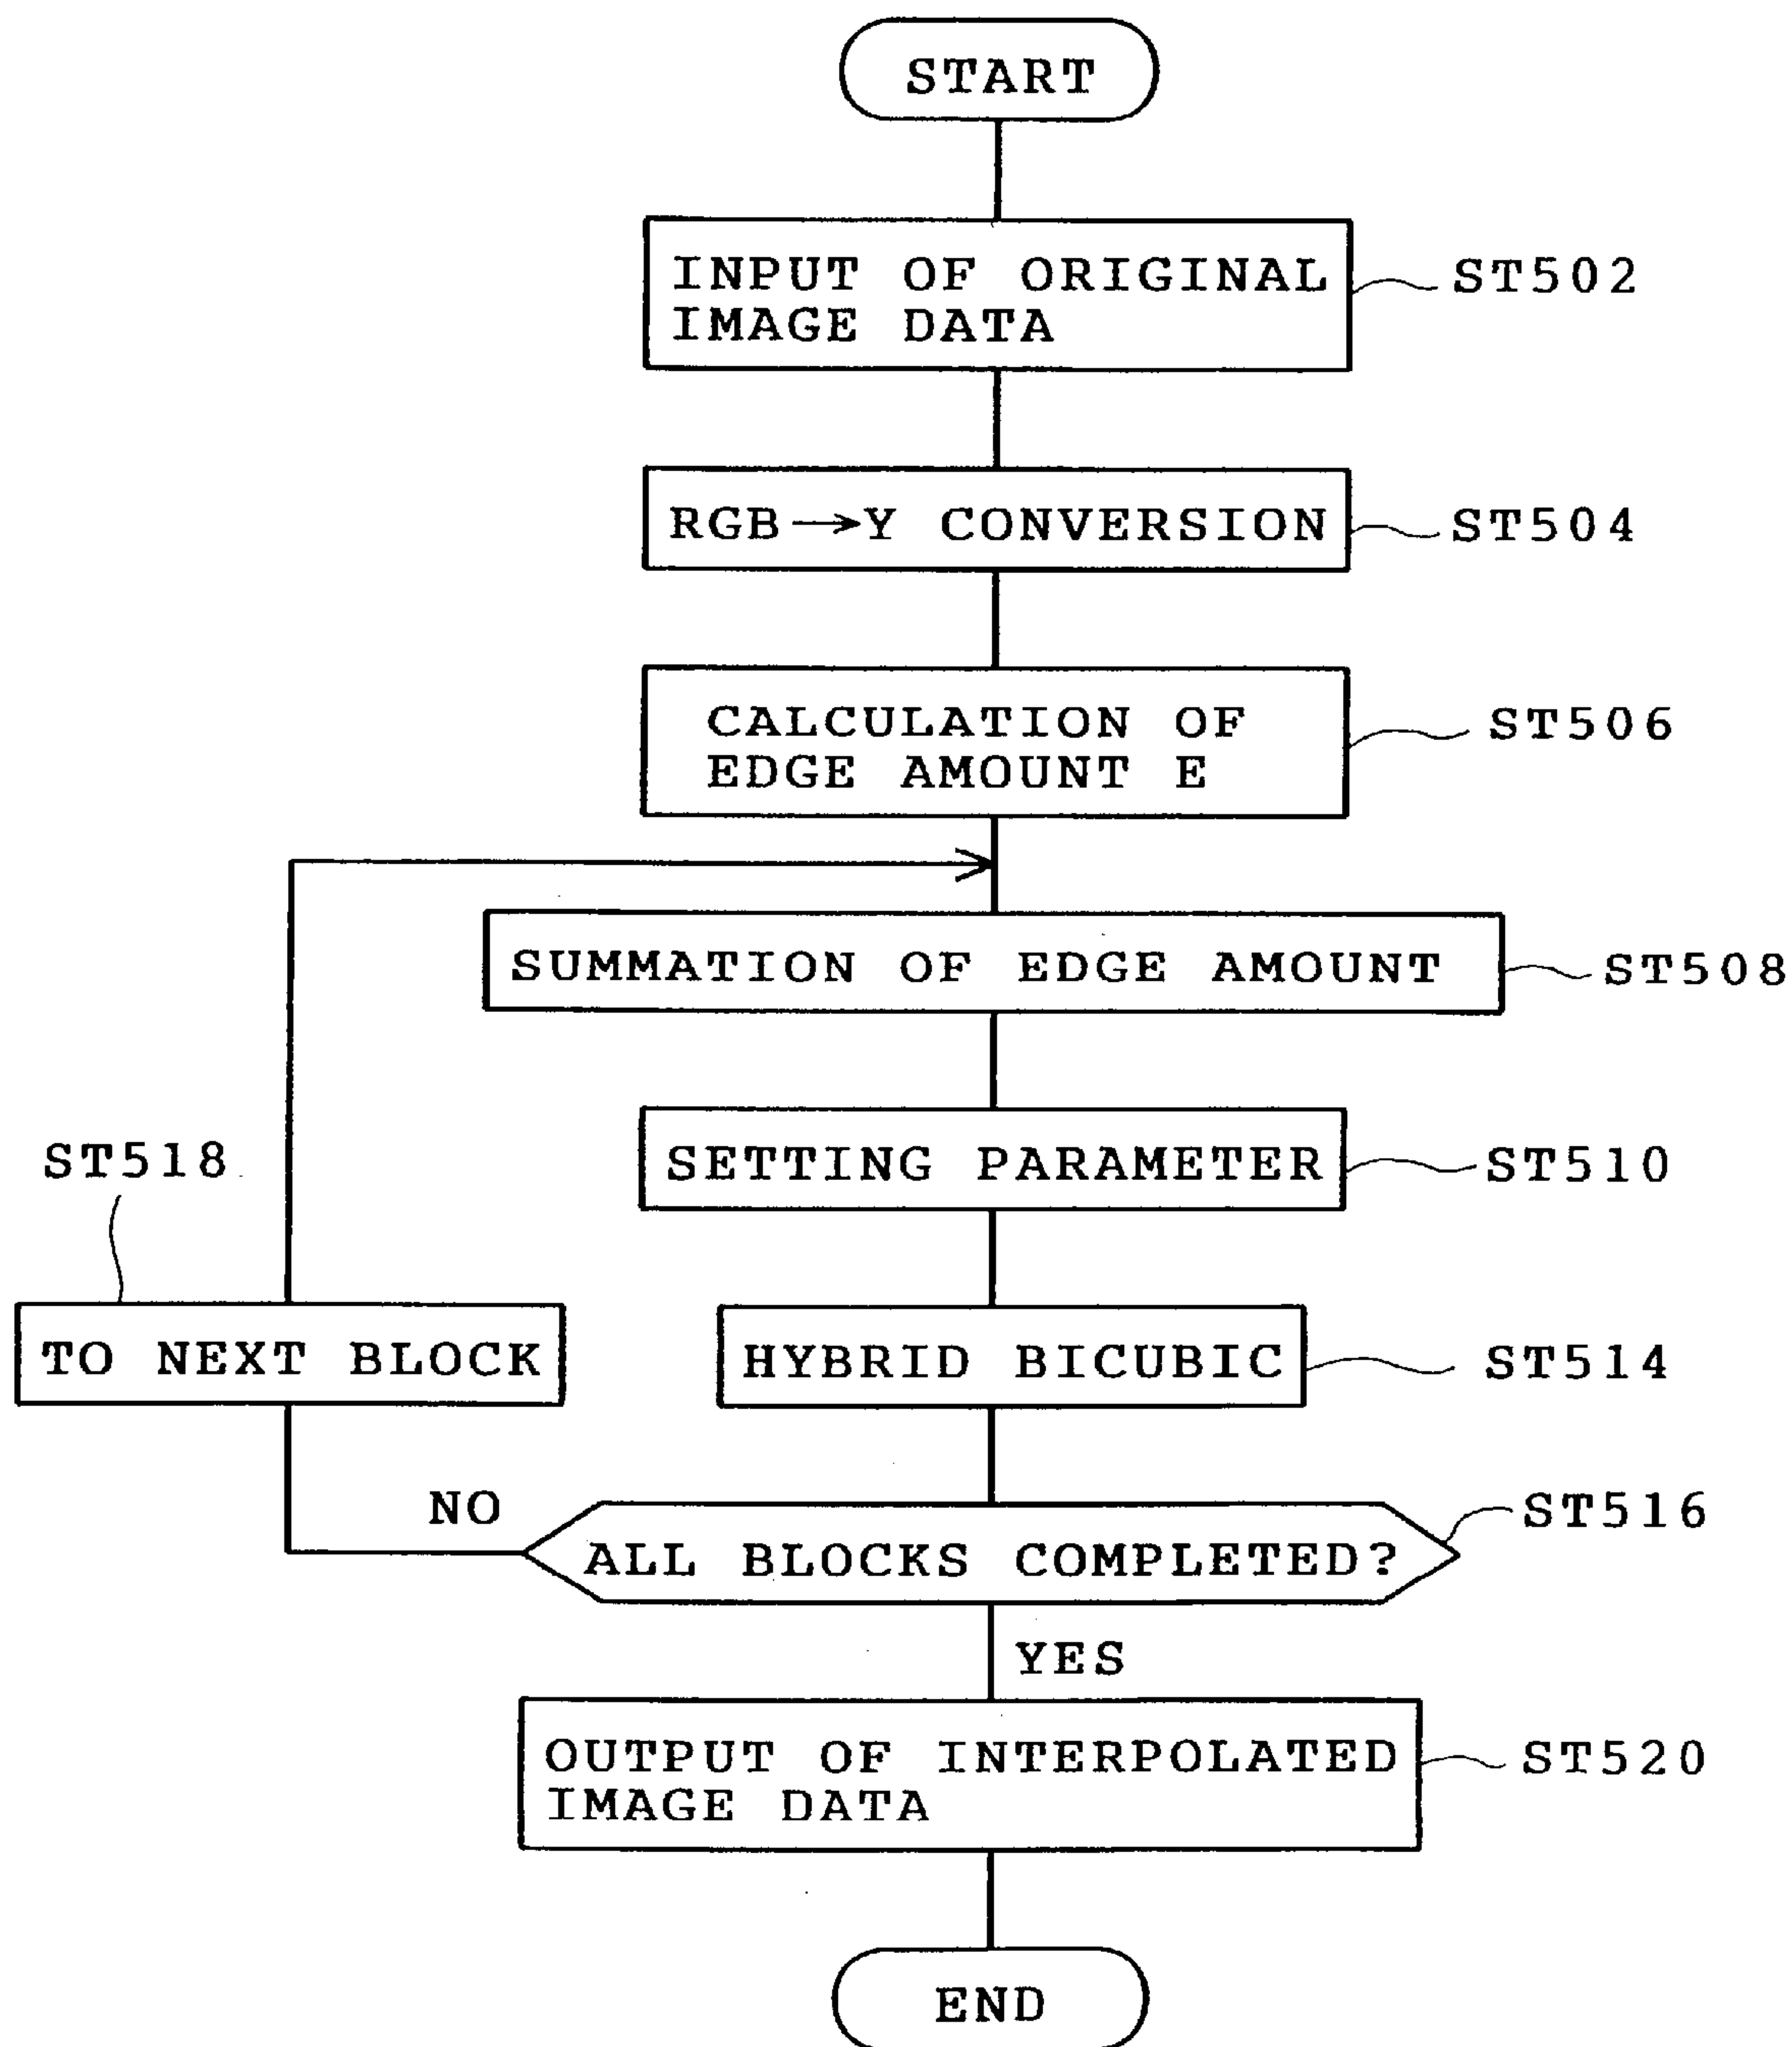 START
INPUT OF ORIGINAL
IMAGE DATA
ST502
RGB→Y CONVERSION
ST504
CALCULATION OF
EDGE AMOUNT E
ST506
SUMMATION OF EDGE AMOUNT
ST508
SETTING PARAMETER
ST510
ST518
TO NEXT BLOCK
HYBRID BICUBIC
ST514
NO
ALL BLOCKS COMPLETED?
ST516
YES
OUTPUT OF INTERPOLATED
IMAGE DATA
ST520
END